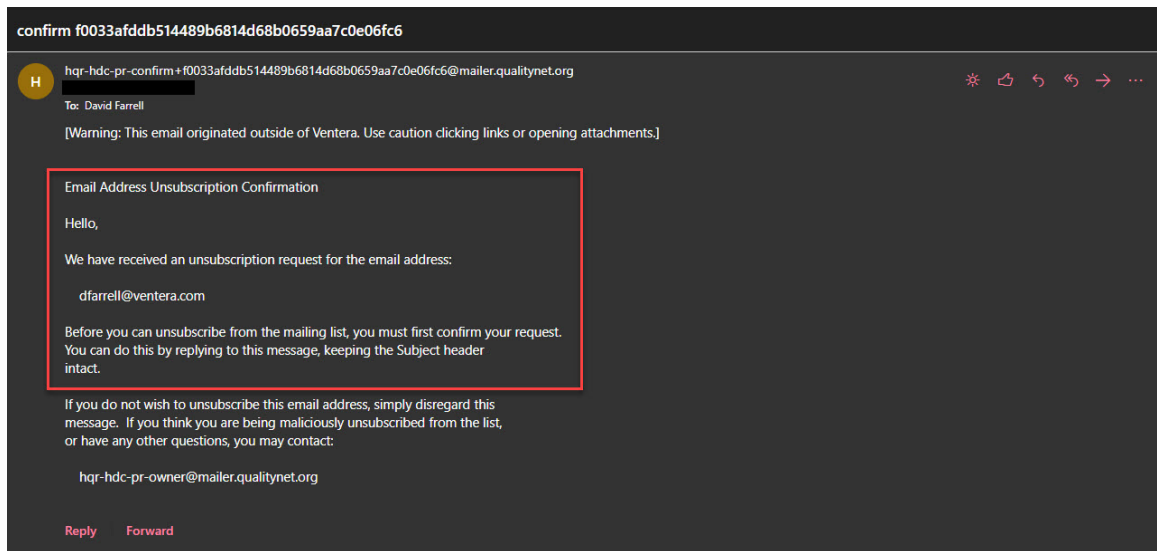 confirm f0033afddb514489b6814d68b0659aa7c0e06fc6
H
hqr-hdc-pr-confirm+f0033afddb514489b6814d68b0659aa7c0e06fc6@mailer.qualitynet.org
To: David Farrell
[Warning: This email originated outside of Ventera. Use caution clicking links or opening attachments.]
Email Address Unsubscription Confirmation
Hello,
We have received an unsubscription request for the email address:
dfarrell@ventera.com
Before you can unsubscribe from the mailing list, you must first confirm your request.
You can do this by replying to this message, keeping the Subject header
intact.
If you do not wish to unsubscribe this email address, simply disregard this
message. If you think you are being maliciously unsubscribed from the list,
or have any other questions, you may contact:
hqr-hdc-pr-owner@mailer.qualitynet.org
Reply Forward